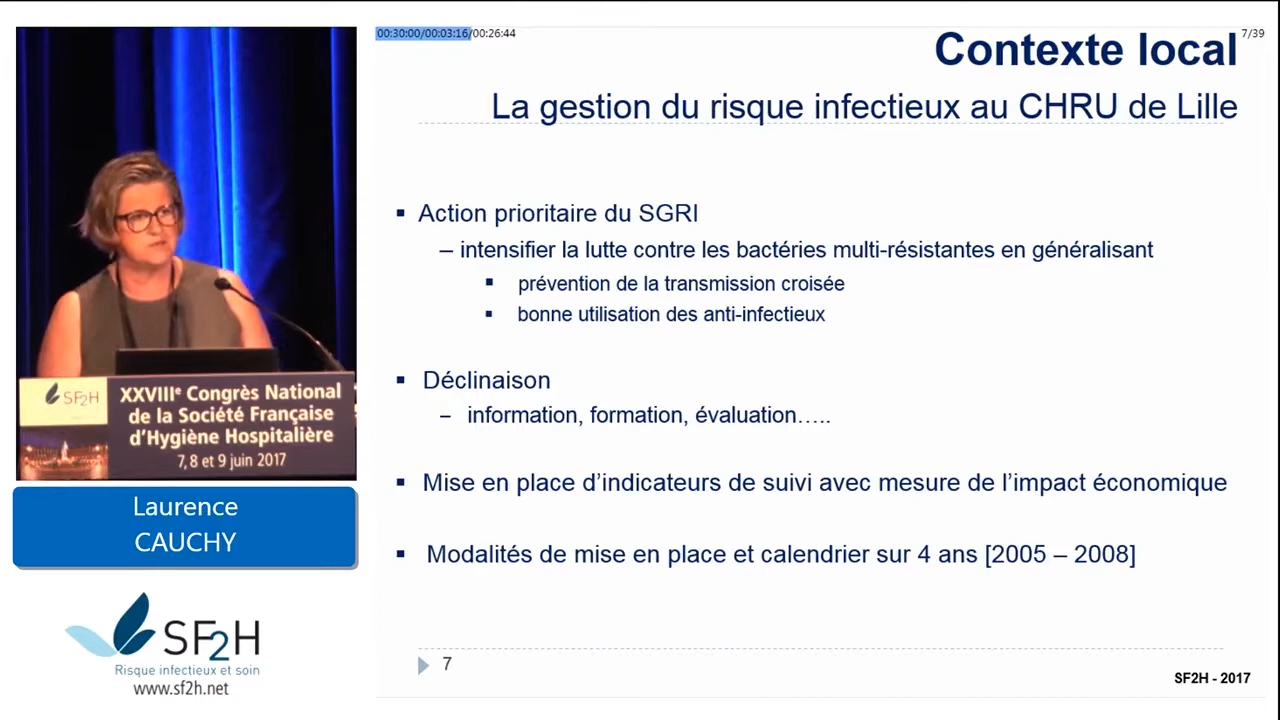 00:30:00/00:03:16/00:26:44
7/39
Contexte local
La gestion du risque infectieux au CHRU de Lille
▪ Action prioritaire du SGRI
– intensifier la lutte contre les bactéries multi-résistantes en généralisant
▪ prévention de la transmission croisée
▪ bonne utilisation des anti-infectieux
▪ Déclinaison
– information, formation, évaluation…..
▪ Mise en place d’indicateurs de suivi avec mesure de l’impact économique
▪ Modalités de mise en place et calendrier sur 4 ans [2005 – 2008]
7
SF2H - 2017
SF2H
XXVIIIe Congrès National
de la Société Française
d’Hygiène Hospitalière
7, 8 et 9 juin 2017
Laurence
CAUCHY
SF2H
Risque infectieux et soin
www.sf2h.net